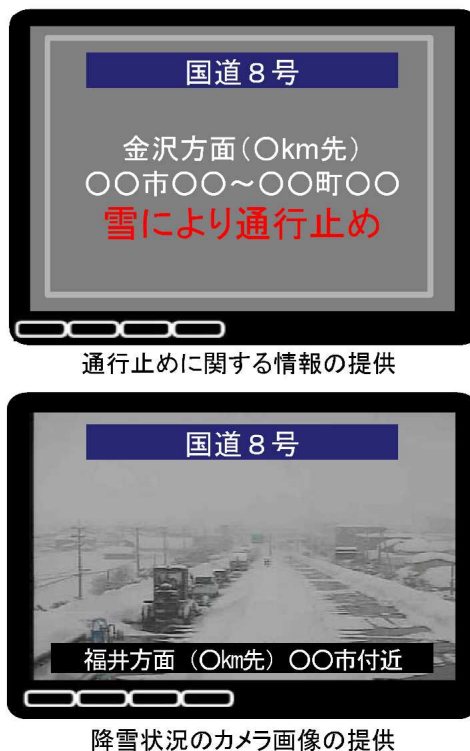 国道８号
金沢方面(〇km先)
〇〇市〇〇～〇〇町〇〇
雪により通行止め
通行止めに関する情報の提供
国道８号
福井方面（〇km先）〇〇市付近
降雪状況のカメラ画像の提供